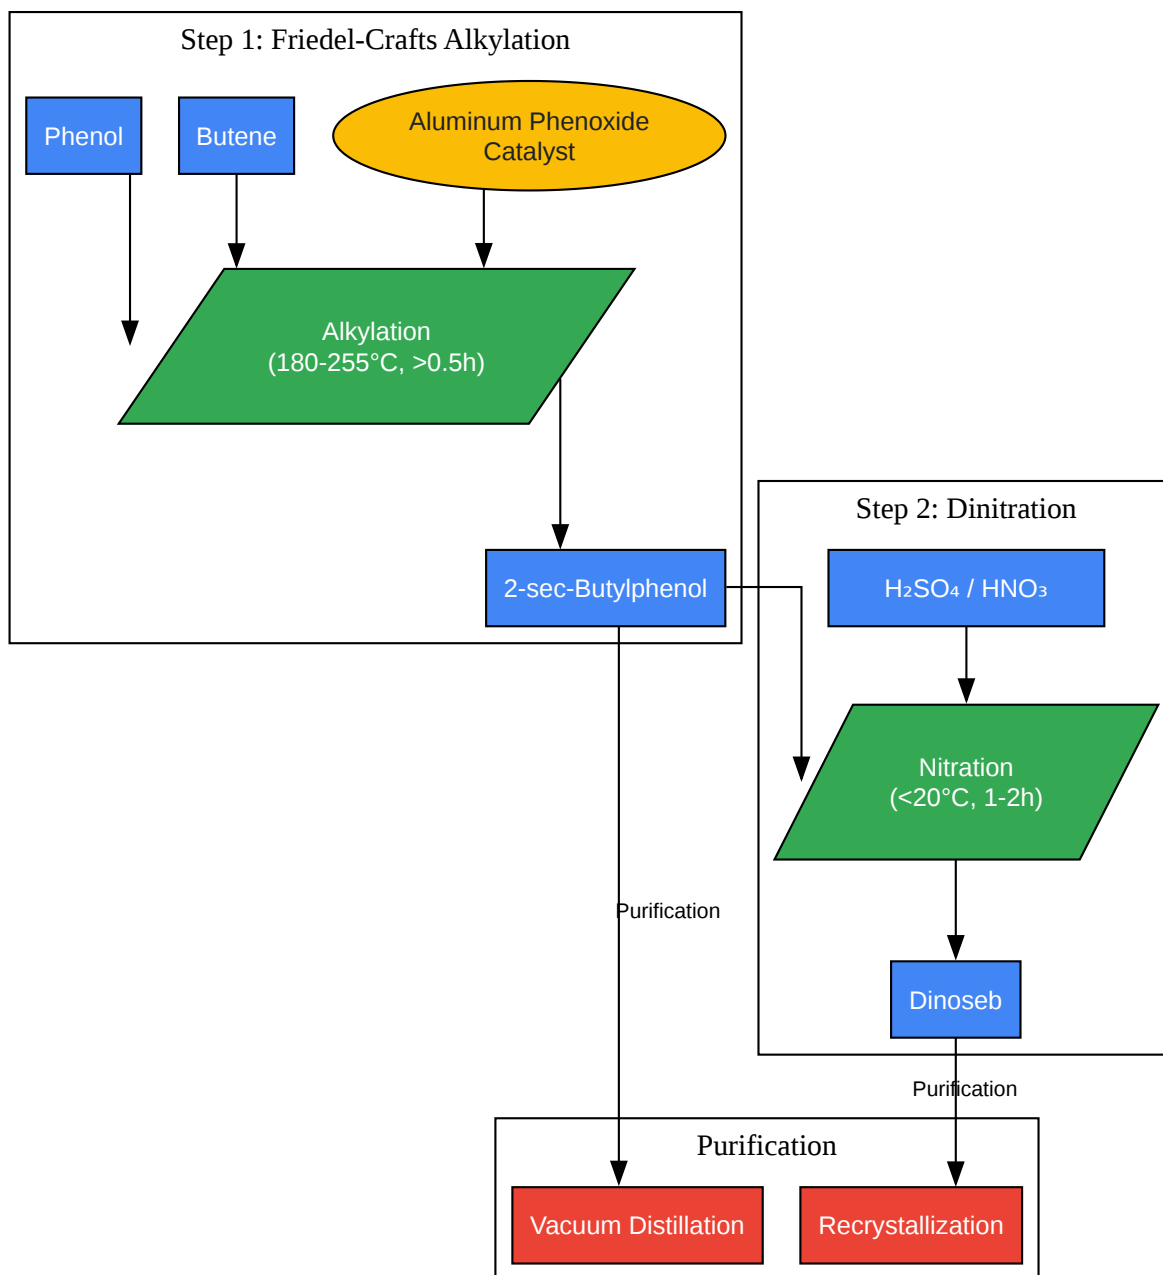 Step 1: Friedel-Crafts Alkylation
Phenol
Butene
Aluminum Phenoxide
Catalyst
Alkylation
(180-255°C, >0.5h)
2-sec-Butylphenol
Step 2: Dinitration
H₂SO₄ / HNO₃
Nitration
(<20°C, 1-2h)
Purification
Dinoseb
Purification
Purification
Vacuum Distillation
Recrystallization